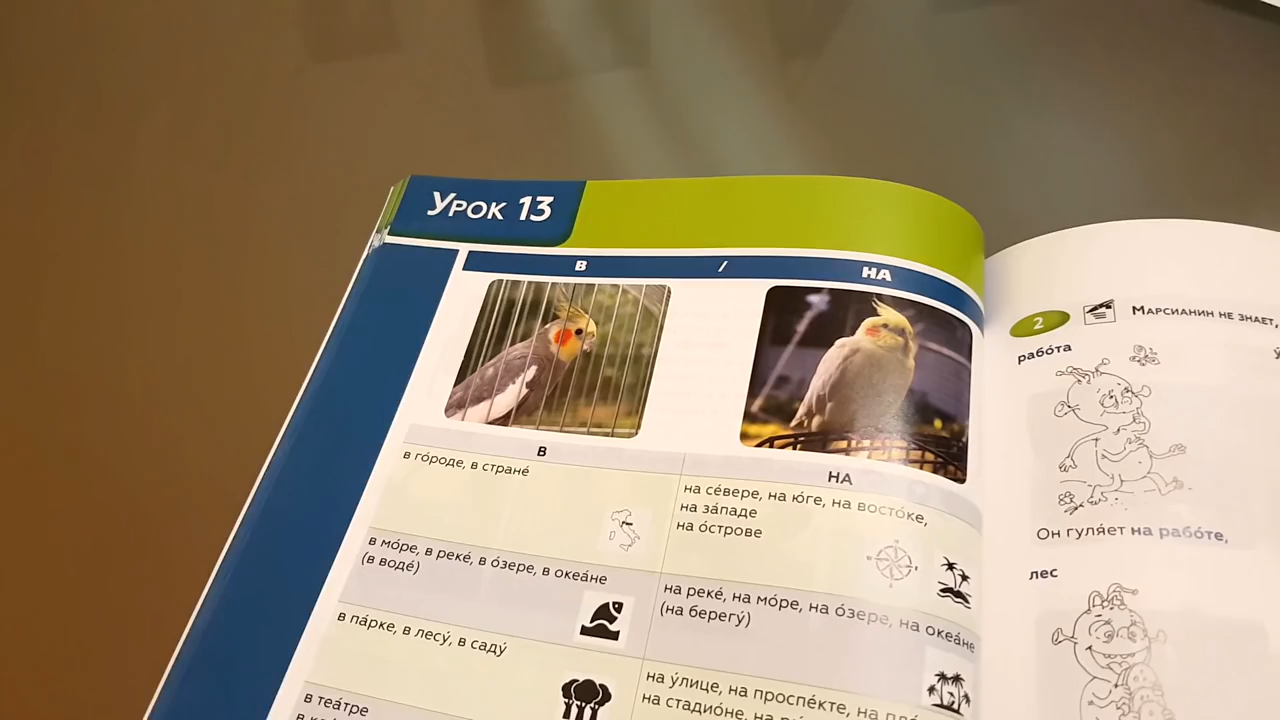 Урок 13
В / НА
В
НА
в го́роде, в стране́
на се́вере, на ю́ге, на восто́ке,
на за́паде
на о́строве
в мо́ре, в реке́, в о́зере, в океа́не
(в воде́)
на реке́, на мо́ре, на о́зере, на океа́не
(на берегу́)
в па́рке, в лесу́, в саду́
на у́лице, на проспе́кте, на
на стадио́не, на
в теа́тре
2
Марсианин не знает,
рабо́та
Он гуля́ет на рабо́те,
лес